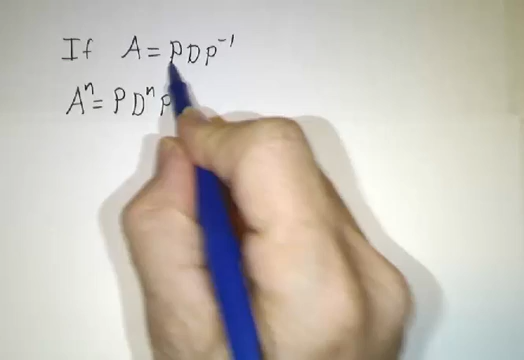 If A = PDP⁻¹
Aⁿ = PDⁿP